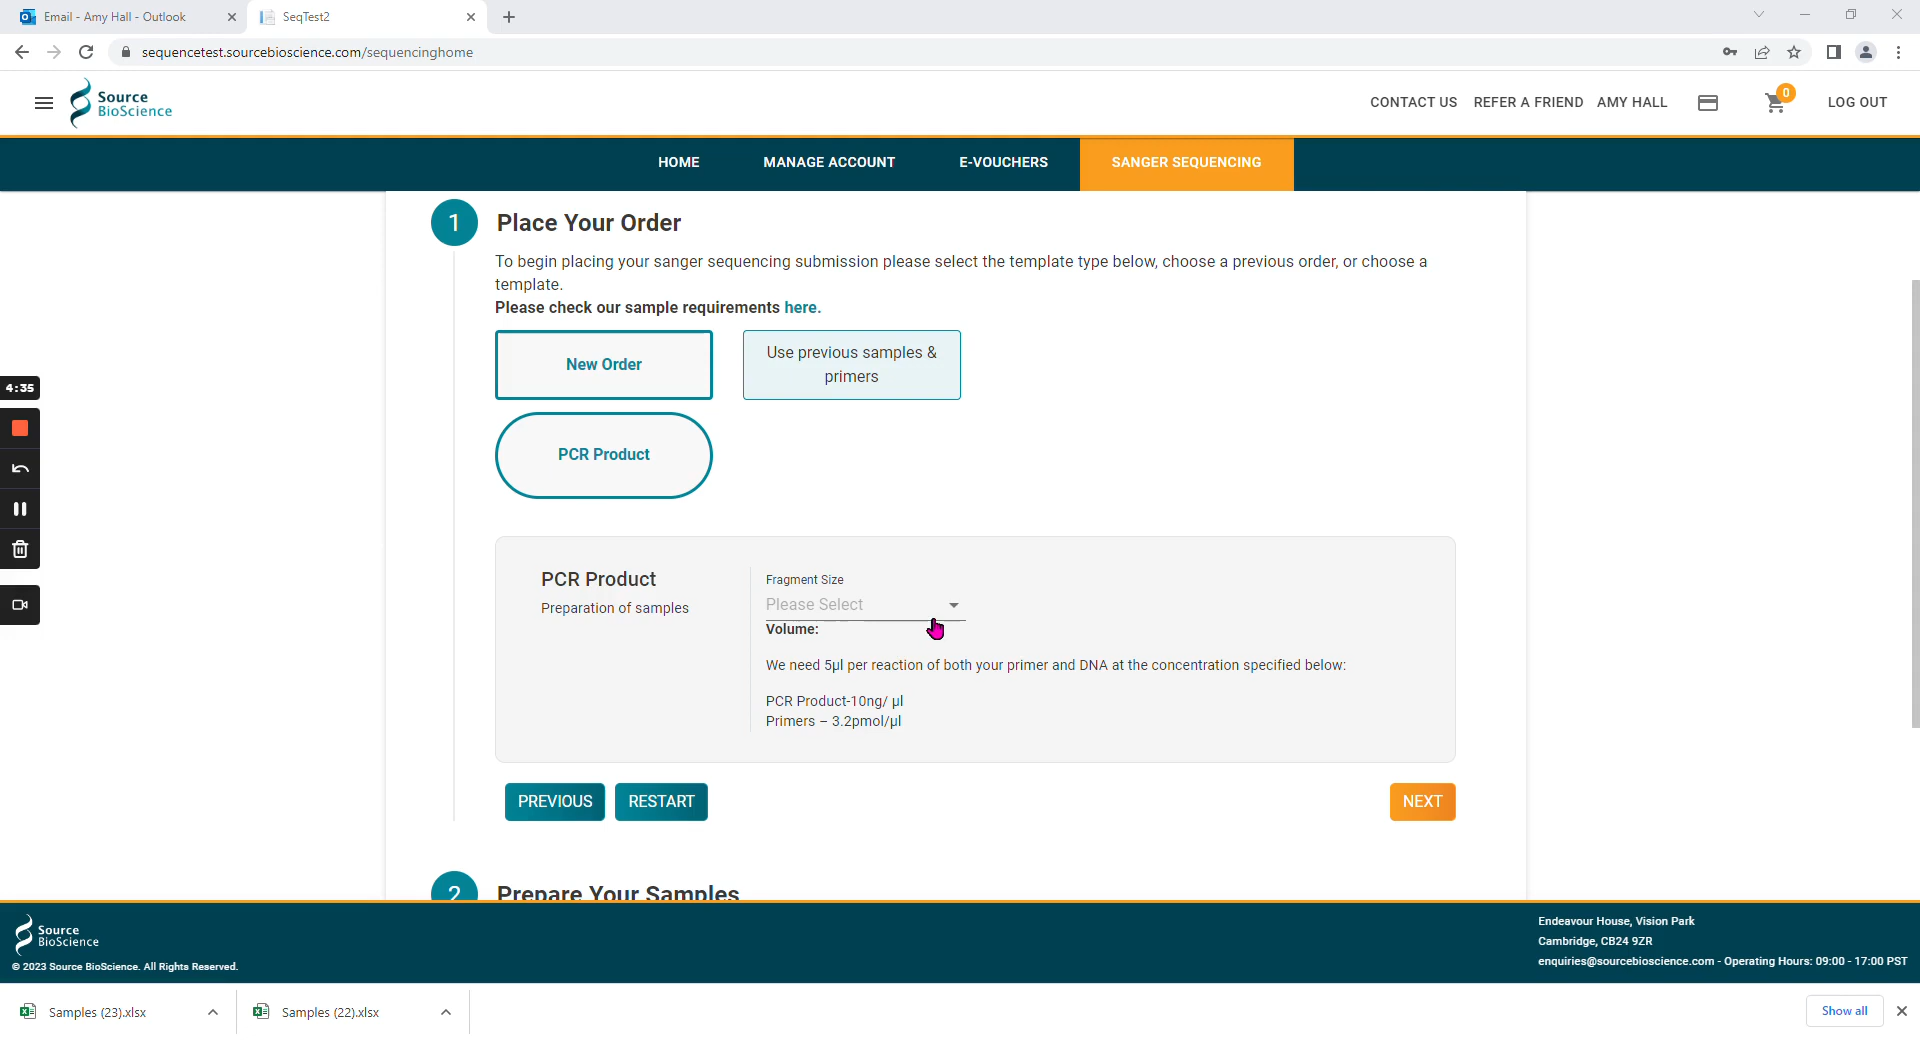 Email - Amy Hall - Outlook
SeqTest2
sequencetest.sourcebioscience.com/sequencinghome
Source
BioScience
CONTACT US
REFER A FRIEND
AMY HALL
0
LOG OUT
HOME
MANAGE ACCOUNT
E-VOUCHERS
SANGER SEQUENCING
1
Place Your Order
To begin placing your sanger sequencing submission please select the template type below, choose a previous order, or choose a
template.
Please check our sample requirements here.
New Order
Use previous samples &
primers
4:35
PCR Product
PCR Product
Preparation of samples
Fragment Size
Please Select
Volume:
We need 5µl per reaction of both your primer and DNA at the concentration specified below:
PCR Product-10ng/ µl
Primers – 3.2pmol/µl
PREVIOUS
RESTART
NEXT
2
Prepare Your Samples
Source
BioScience
© 2023 Source BioScience. All Rights Reserved.
Endeavour House, Vision Park
Cambridge, CB24 9ZR
enquiries@sourcebioscience.com - Operating Hours: 09:00 - 17:00 PST
Samples (23).xlsx
Samples (22).xlsx
Show all